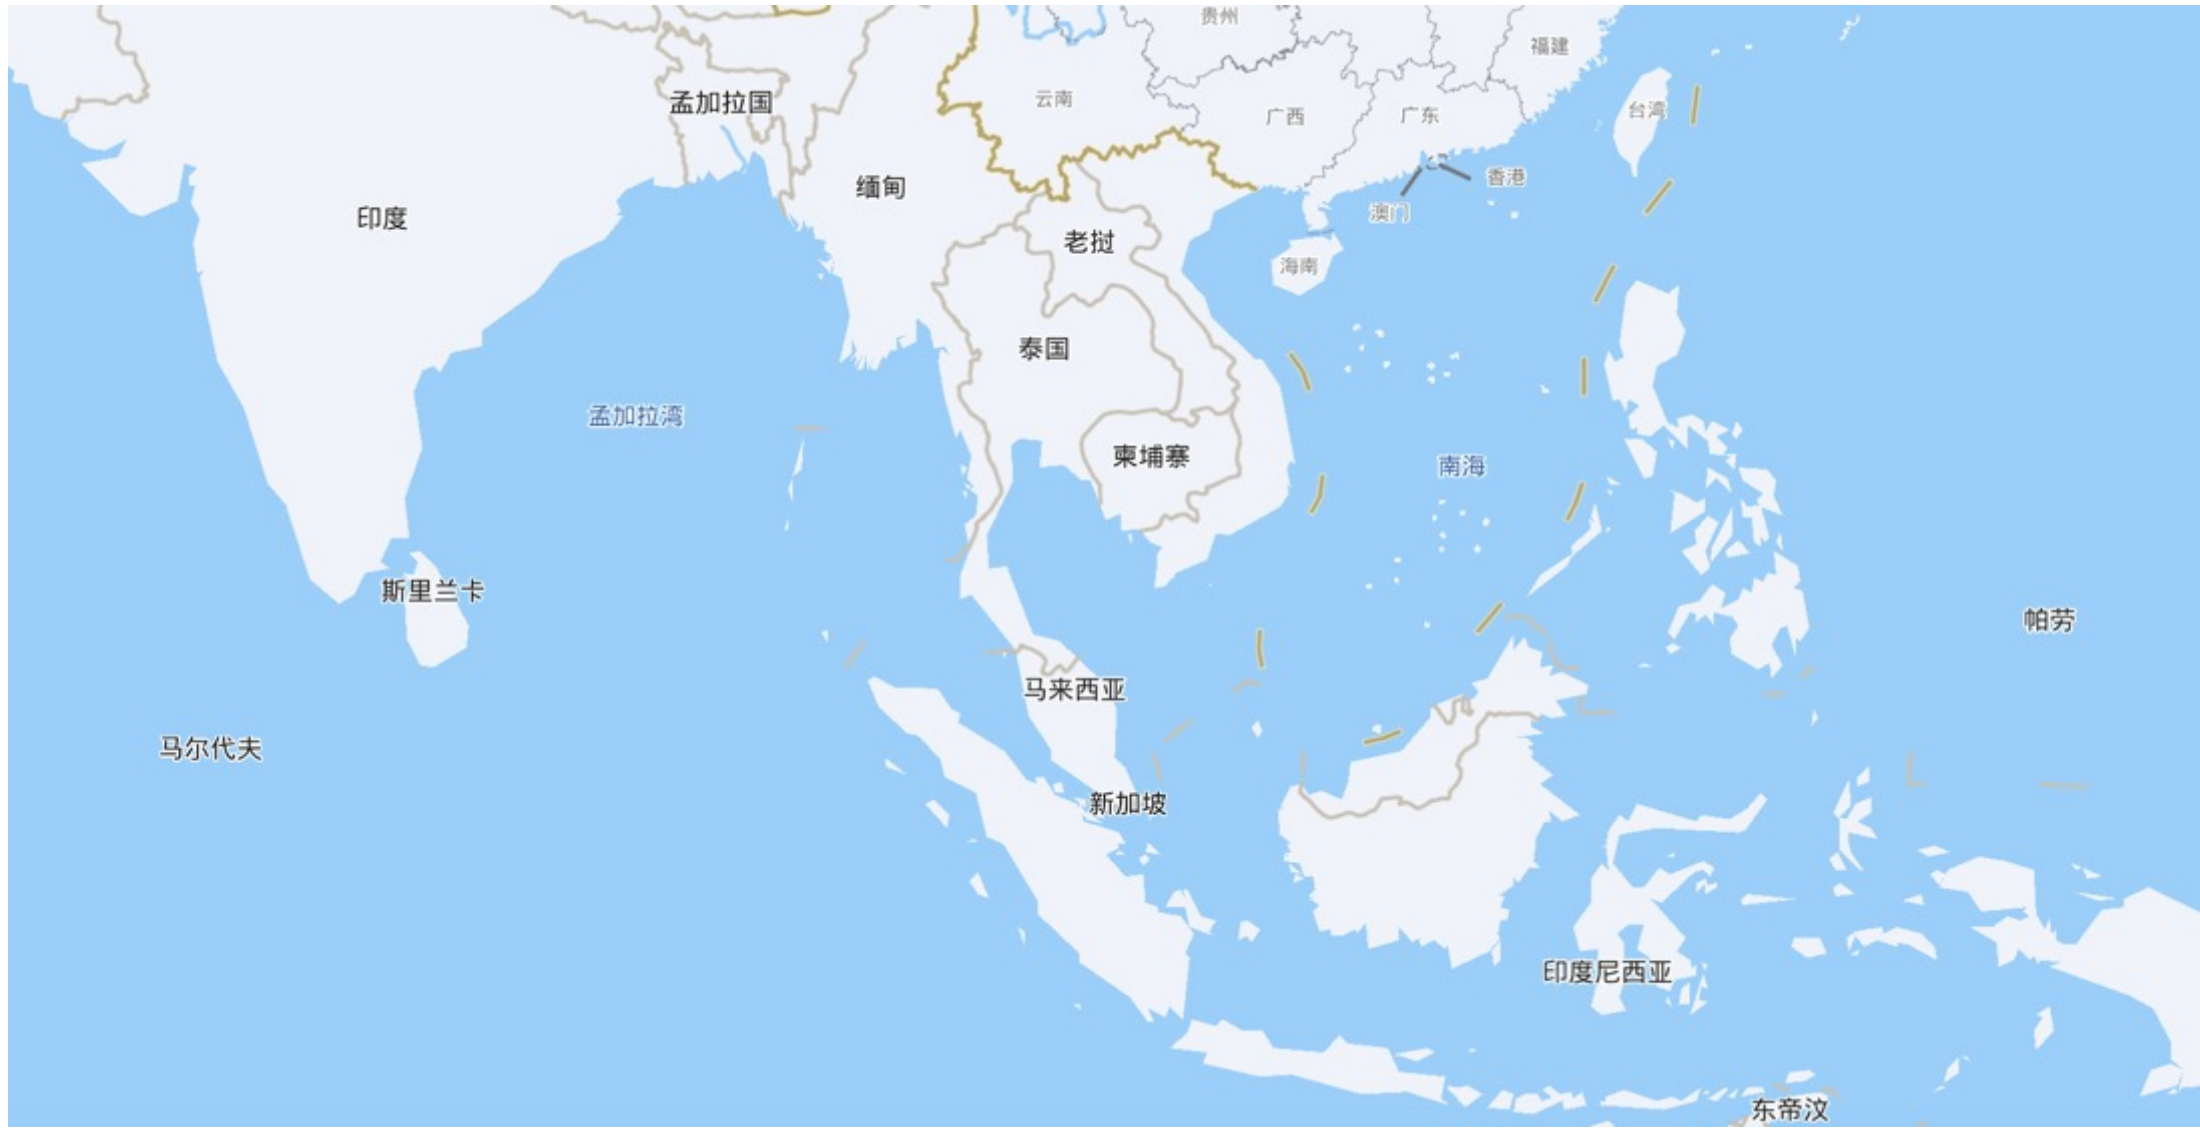 贵州
福建
孟加拉国
云南
台湾
广西
广东
香港
缅甸
澳门
印度
老挝
海南
泰国
孟加拉湾
柬埔寨
南海
斯里兰卡
帕劳
马来西亚
马尔代夫
新加坡
印度尼西亚
东帝汶